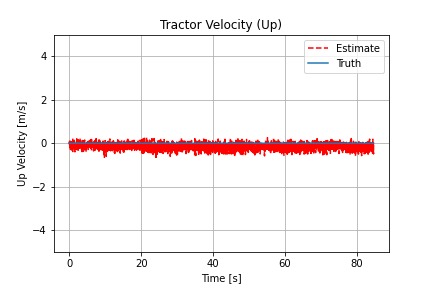 Tractor Velocity (Up)
Estimate
Truth
4
2
0
−2
−4
Up Velocity [m/s]
0 20 40 60 80
Time [s]